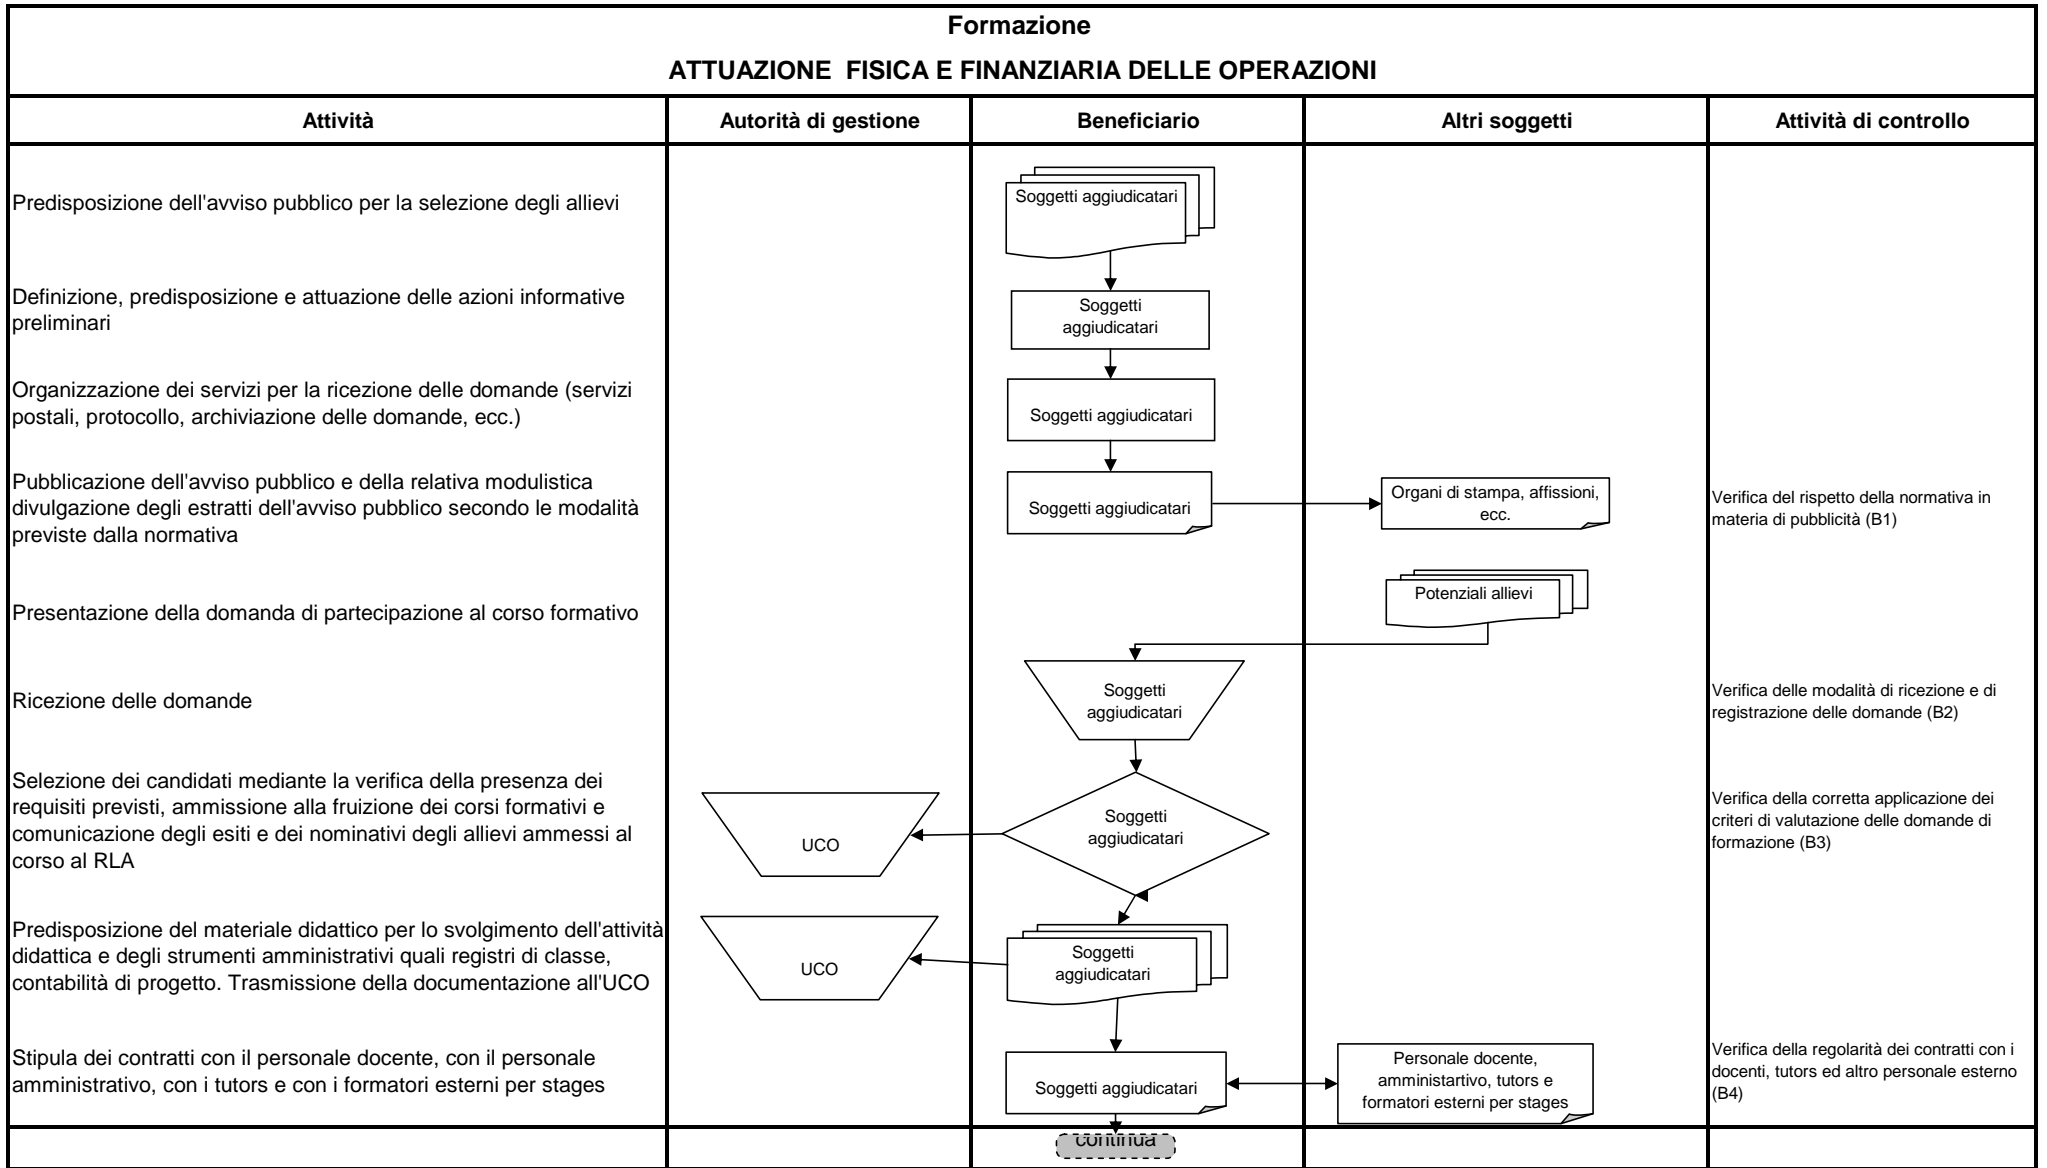 Formazione
ATTUAZIONE  FISICA E FINANZIARIA DELLE OPERAZIONI
Attività
Autorità di gestione
Beneficiario
Altri soggetti
Attività di controllo
Predisposizione dell'avviso pubblico per la selezione degli allievi
Soggetti aggiudicatari
Definizione, predisposizione e attuazione delle azioni informative
preliminari
Soggetti
aggiudicatari
Organizzazione dei servizi per la ricezione delle domande (servizi
postali, protocollo, archiviazione delle domande, ecc.)
Soggetti aggiudicatari
Pubblicazione dell'avviso pubblico e della relativa modulistica
divulgazione degli estratti dell'avviso pubblico secondo le modalità
previste dalla normativa
Soggetti aggiudicatari
Organi di stampa, affissioni,
ecc.
Verifica del rispetto della normativa in
materia di pubblicità (B1)
Presentazione della domanda di partecipazione al corso formativo
Potenziali allievi
Ricezione delle domande
Soggetti
aggiudicatari
Verifica delle modalità di ricezione e di
registrazione delle domande (B2)
Selezione dei candidati mediante la verifica della presenza dei
requisiti previsti, ammissione alla fruizione dei corsi formativi e
comunicazione degli esiti e dei nominativi degli allievi ammessi al
corso al RLA
UCO
Soggetti
aggiudicatari
Verifica della corretta applicazione dei
criteri di valutazione delle domande di
formazione (B3)
Predisposizione del materiale didattico per lo svolgimento dell'attività
didattica e degli strumenti amministrativi quali registri di classe,
contabilità di progetto. Trasmissione della documentazione all'UCO
UCO
Soggetti
aggiudicatari
Stipula dei contratti con il personale docente, con il personale
amministrativo, con i tutors e con i formatori esterni per stages
Soggetti aggiudicatari
Personale docente,
amministartivo, tutors e
formatori esterni per stages
Verifica della regolarità dei contratti con i
docenti, tutors ed altro personale esterno
(B4)
continua